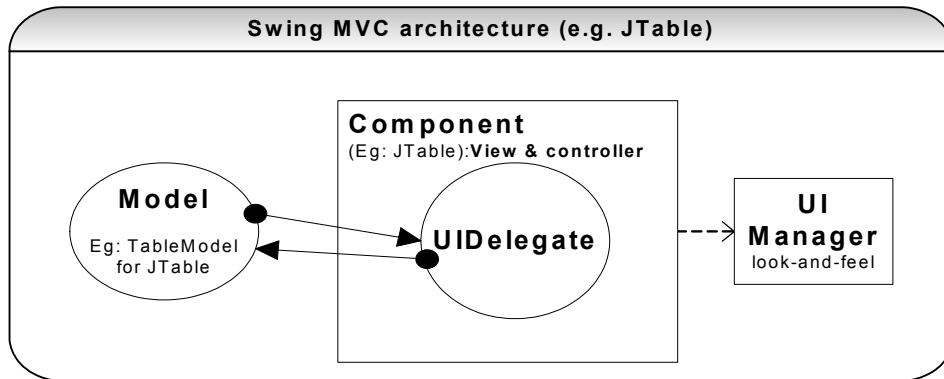 Swing MVC architecture (e.g. JTable)
Component
(Eg: JTable):View & controller
Model
Eg: TableModel
for JTable
UIDelegate
UI
Manager
look-and-feel